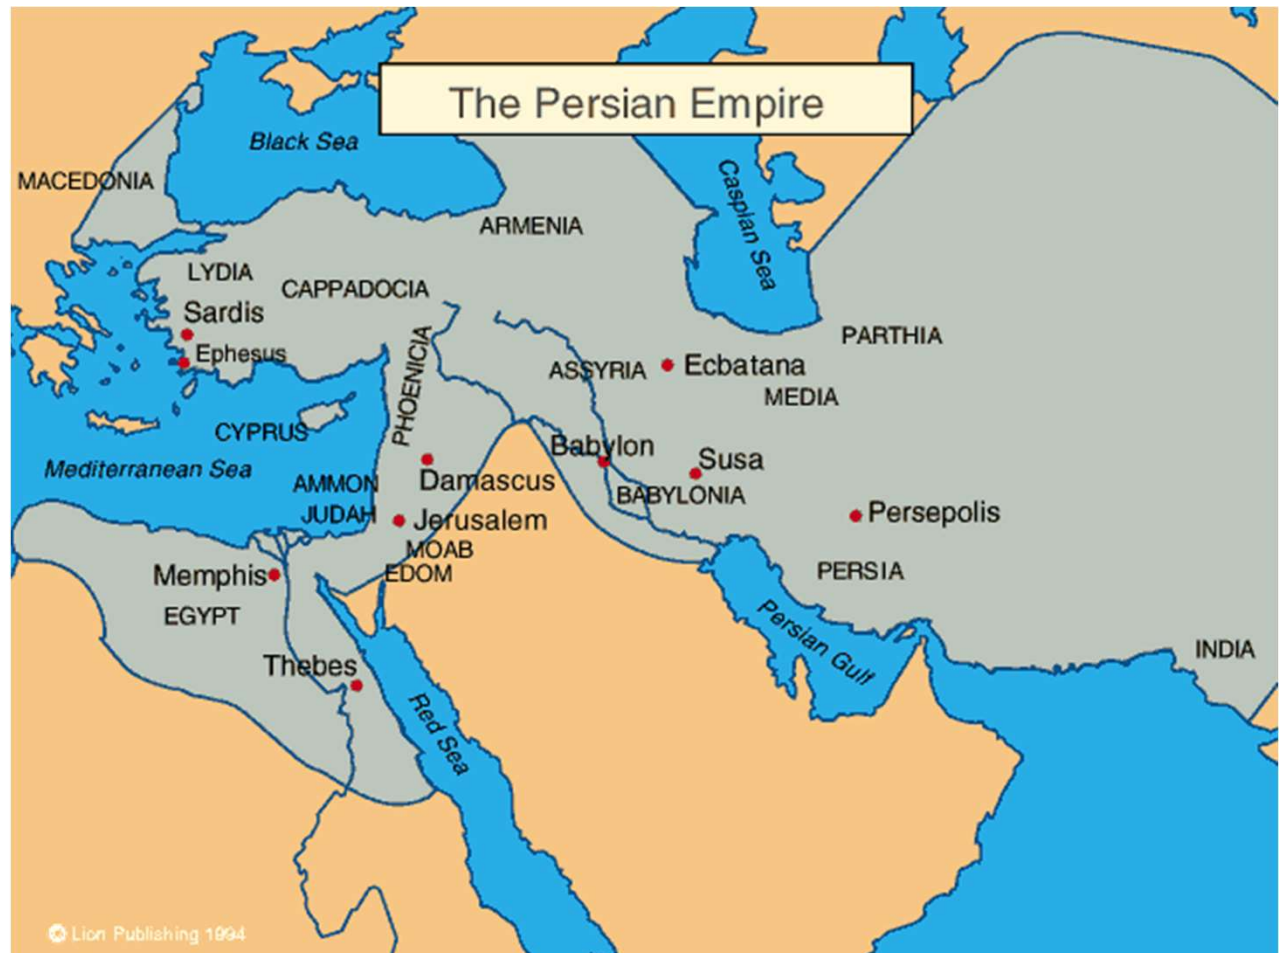 The Persian Empire
Black Sea
MACEDONIA
Caspian Sea
ARMENIA
LYDIA
CAPPADOCIA
Sardis
PARTHIA
Ephesus
PHOENICIA
ASSYRIA
Ecbatana
MEDIA
CYPRUS
Babylon
Mediterranean Sea
Susa
AMMON
Damascus
BABYLONIA
JUDAH
Jerusalem
Persepolis
MOAB
EDOM
Memphis
PERSIA
EGYPT
Persian Gulf
INDIA
Thebes
Red Sea
© Lion Publishing 1994